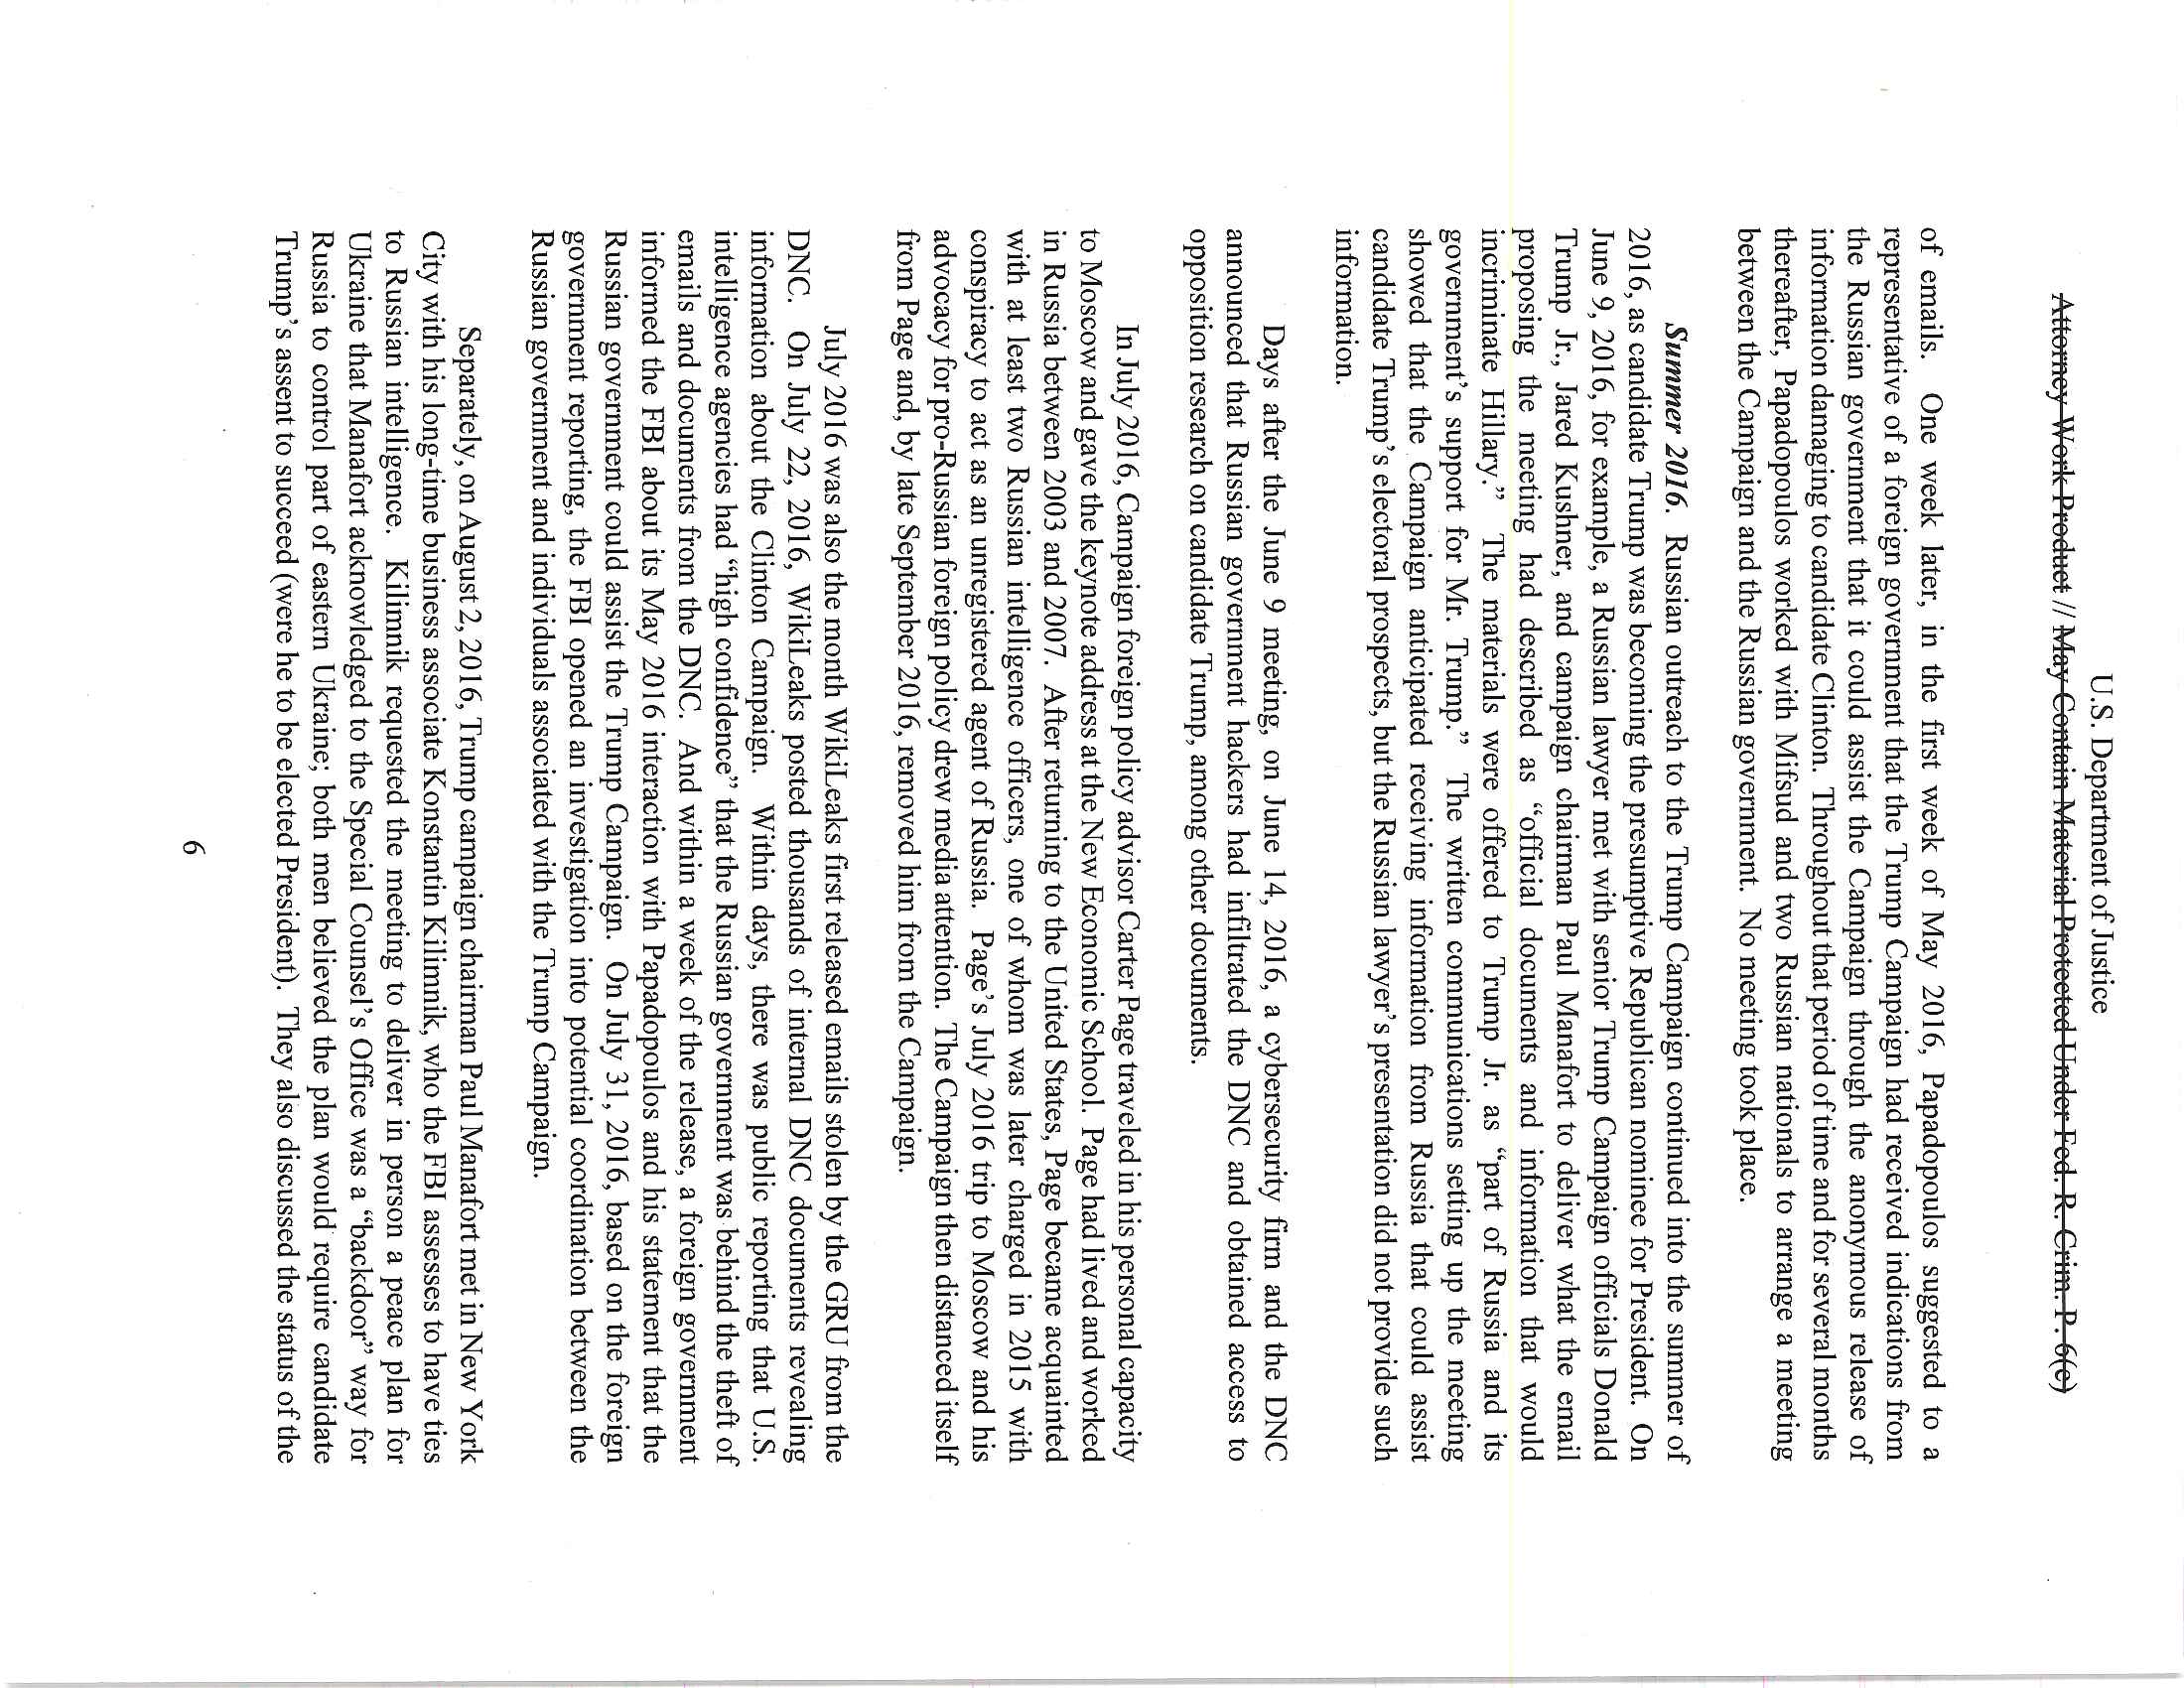 U.S. Department of Justice
Attorney Work Product // May Contain Material Protected Under Fed. R. Crim. P. 6(e)
of emails. One week later, in the first week of May 2016, Papadopoulos suggested to a
representative of a foreign government that the Trump Campaign had received indications from
the Russian government that it could assist the Campaign through the anonymous release of
information damaging to candidate Clinton. Throughout that period of time and for several months
thereafter, Papadopoulos worked with Mifsud and two Russian nationals to arrange a meeting
between the Campaign and the Russian government. No meeting took place.
Summer 2016. Russian outreach to the Trump Campaign continued into the summer of
2016, as candidate Trump was becoming the presumptive Republican nominee for President. On
June 9, 2016, for example, a Russian lawyer met with senior Trump Campaign officials Donald
Trump Jr., Jared Kushner, and campaign chairman Paul Manafort to deliver what the email
proposing the meeting had described as “official documents and information that would
incriminate Hillary.” The materials were offered to Trump Jr. as “part of Russia and its
government’s support for Mr. Trump.” The written communications setting up the meeting
showed that the Campaign anticipated receiving information from Russia that could assist
candidate Trump’s electoral prospects, but the Russian lawyer’s presentation did not provide such
information.
Days after the June 9 meeting, on June 14, 2016, a cybersecurity firm and the DNC
announced that Russian government hackers had infiltrated the DNC and obtained access to
opposition research on candidate Trump, among other documents.
In July 2016, Campaign foreign policy advisor Carter Page traveled in his personal capacity
to Moscow and gave the keynote address at the New Economic School. Page had lived and worked
in Russia between 2003 and 2007. After returning to the United States, Page became acquainted
with at least two Russian intelligence officers, one of whom was later charged in 2015 with
conspiracy to act as an unregistered agent of Russia. Page’s July 2016 trip to Moscow and his
advocacy for pro-Russian foreign policy drew media attention. The Campaign then distanced itself
from Page and, by late September 2016, removed him from the Campaign.
July 2016 was also the month WikiLeaks first released emails stolen by the GRU from the
DNC. On July 22, 2016, WikiLeaks posted thousands of internal DNC documents revealing
information about the Clinton Campaign. Within days, there was public reporting that U.S.
intelligence agencies had “high confidence” that the Russian government was behind the theft of
emails and documents from the DNC. And within a week of the release, a foreign government
informed the FBI about its May 2016 interaction with Papadopoulos and his statement that the
Russian government could assist the Trump Campaign. On July 31, 2016, based on the foreign
government reporting, the FBI opened an investigation into potential coordination between the
Russian government and individuals associated with the Trump Campaign.
Separately, on August 2, 2016, Trump campaign chairman Paul Manafort met in New York
City with his long-time business associate Konstantin Kilimnik, who the FBI assesses to have ties
to Russian intelligence. Kilimnik requested the meeting to deliver in person a peace plan for
Ukraine that Manafort acknowledged to the Special Counsel’s Office was a “backdoor” way for
Russia to control part of eastern Ukraine; both men believed the plan would require candidate
Trump’s assent to succeed (were he to be elected President). They also discussed the status of the
6